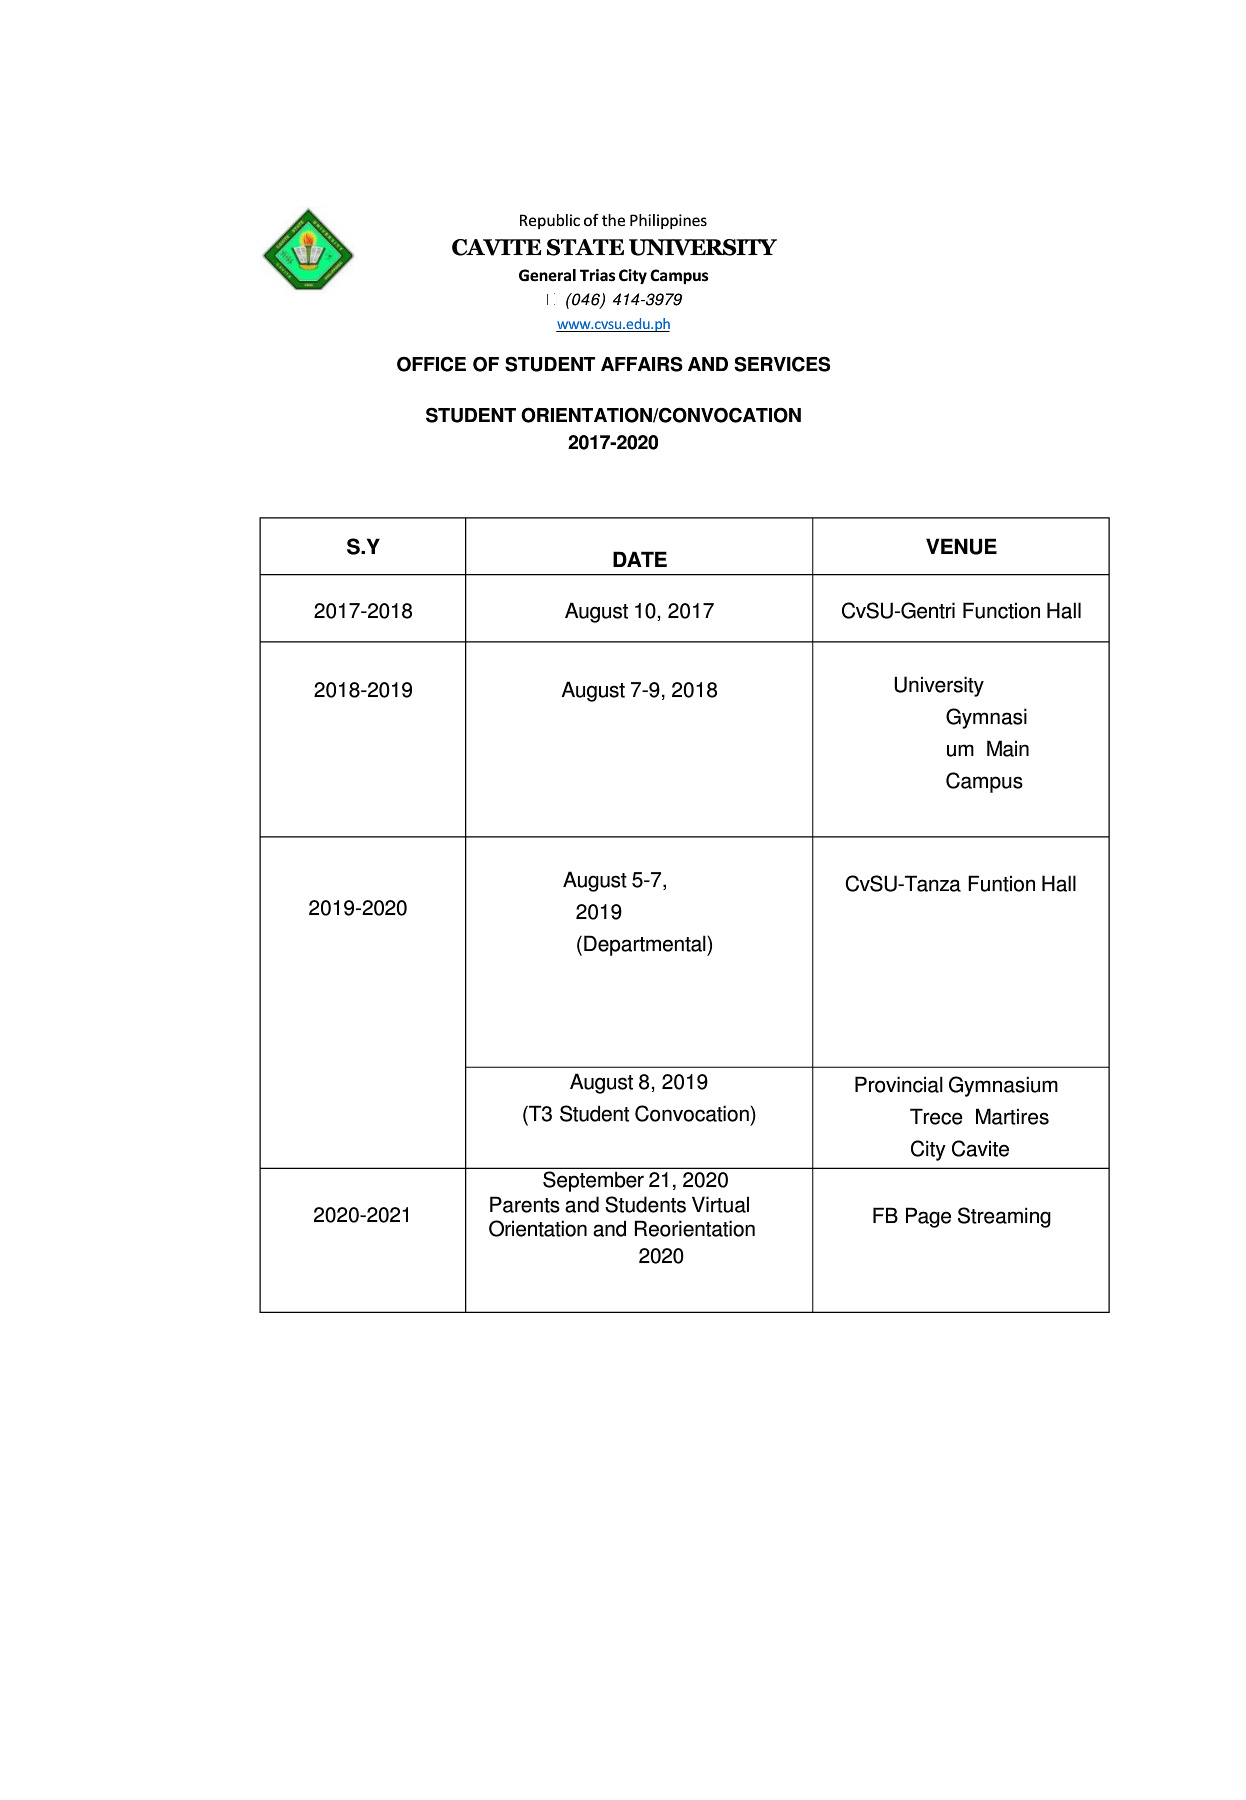 Republic of the Philippines
CAVITE STATE UNIVERSITY
General Trias City Campus
(046) 414-3979
www.cvsu.edu.ph
OFFICE OF STUDENT AFFAIRS AND SERVICES
STUDENT ORIENTATION/CONVOCATION
2017-2020
S.Y
DATE
VENUE
2017-2018
August 10, 2017
CvSU-Gentri Function Hall
2018-2019
August 7-9, 2018
University
Gymnasi
um Main
Campus
2019-2020
August 5-7,
2019
(Departmental)
CvSU-Tanza Funtion Hall
August 8, 2019
(T3 Student Convocation)
Provincial Gymnasium
Trece Martires
City Cavite
2020-2021
September 21, 2020
Parents and Students Virtual
Orientation and Reorientation
2020
FB Page Streaming